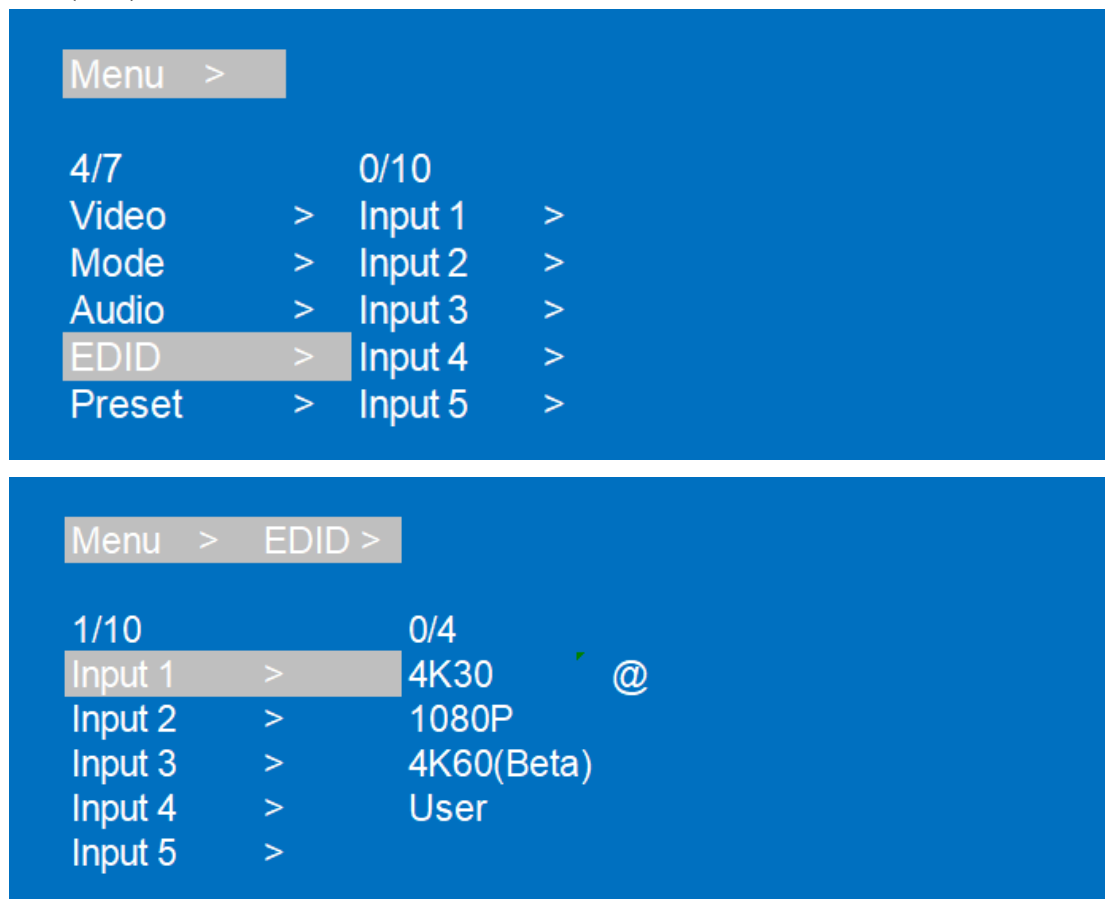 Menu >
4/7 0/10
Video > Input 1 >
Mode > Input 2 >
Audio > Input 3 >
EDID > Input 4 >
Preset > Input 5 >
Menu > EDID >
1/10 0/4
Input 1 > 4K30 @
Input 2 > 1080P
Input 3 > 4K60(Beta)
Input 4 > User
Input 5 >